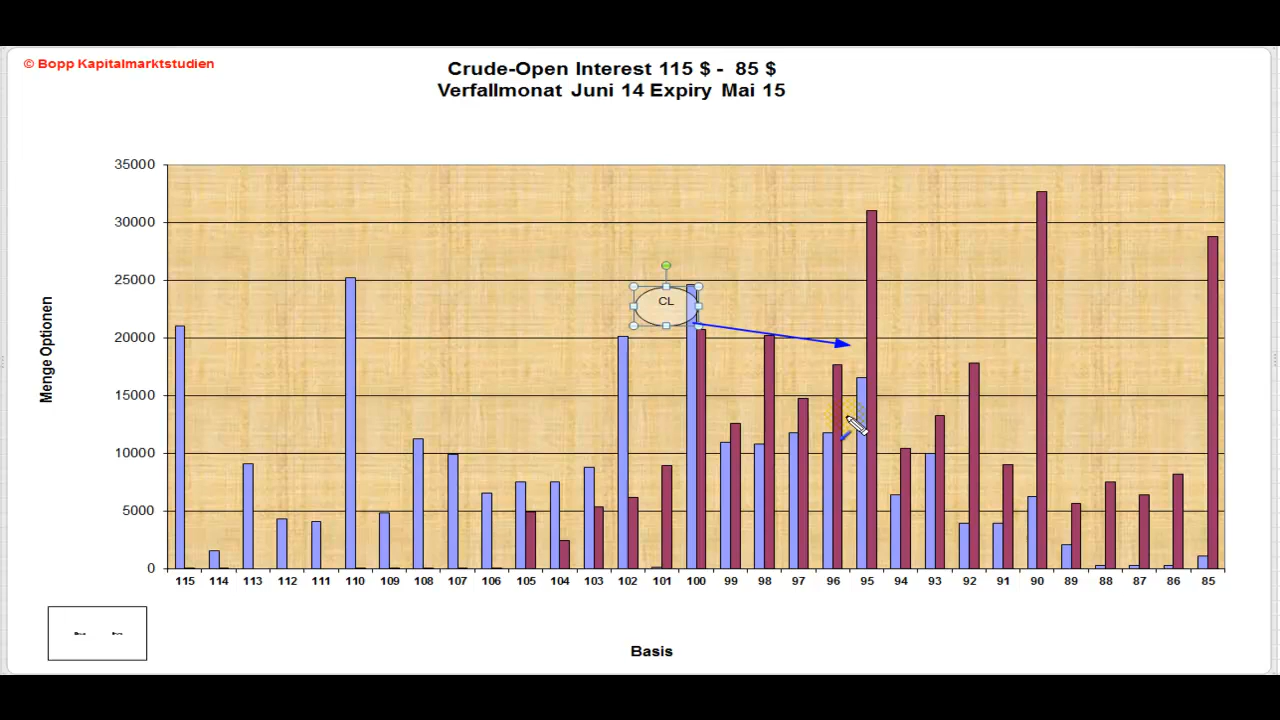 © Bopp Kapitalmarktstudien
Crude-Open Interest 115 $ - 85 $
Verfallmonat Juni 14 Expiry Mai 15
Menge Optionen
35000
30000
25000
20000
15000
10000
5000
0
CL
115 114 113 112 111 110 109 108 107 106 105 104 103 102 101 100 99 98 97 96 95 94 93 92 91 90 89 88 87 86 85
Basis